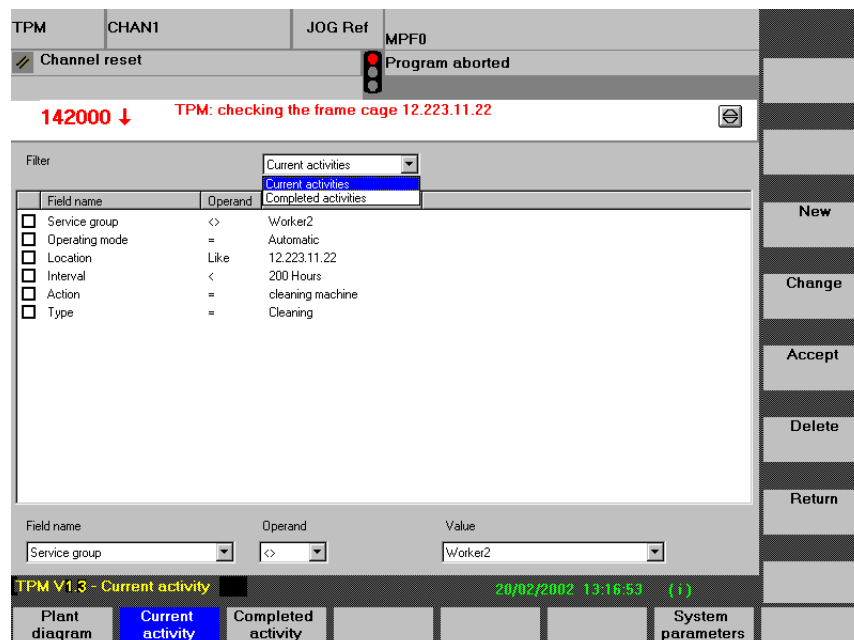 TPM CHAN1 JOG Ref MPF0
Channel reset Program aborted
142000 ↓ TPM: checking the frame cage 12.223.11.22
Filter Current activities
Current activities
Completed activities
Field name Operand
Service group <> Worker2
Operating mode = Automatic
Location Like 12.223.11.22
Interval < 200 Hours
Action = cleaning machine
Type = Cleaning
New
Change
Accept
Delete
Return
Field name Operand Value
Service group <> Worker2
TPM V1.3 - Current activity 20/02/2002 13:16:53 (i)
Plant diagram
Current activity
Completed activity
System parameters